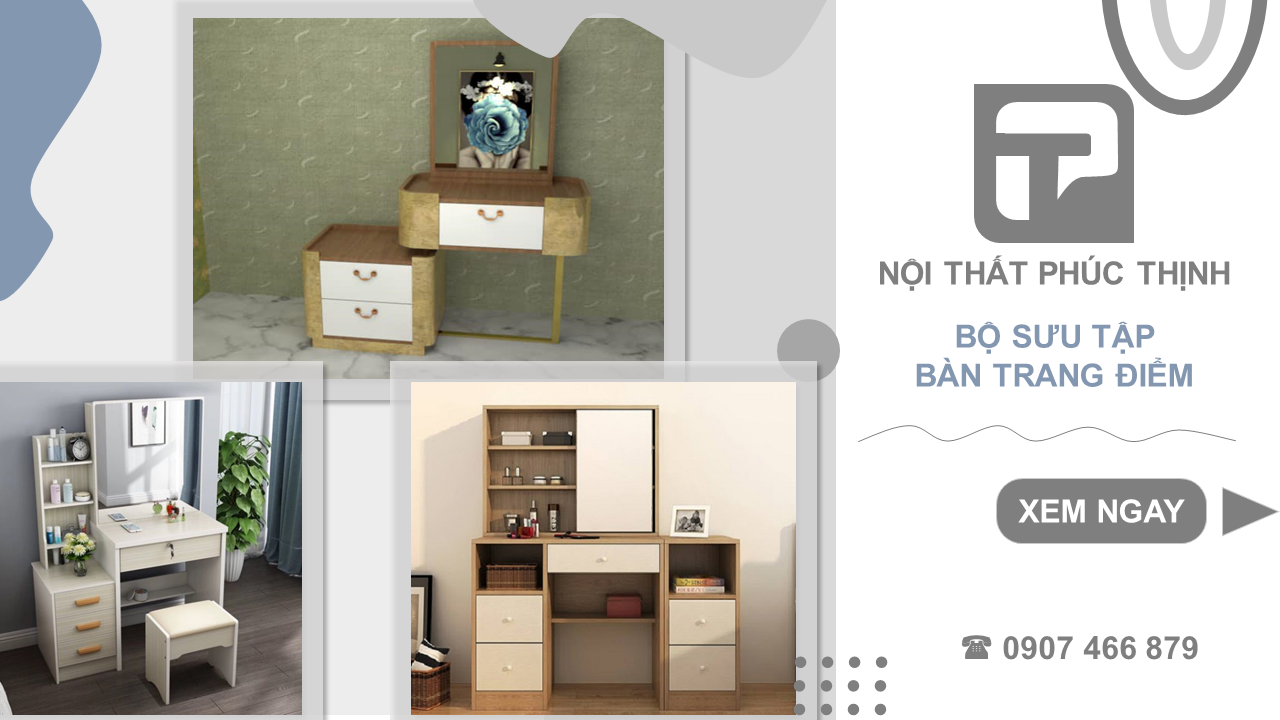 NỘI THẤT PHÚC THỊNH
BỘ SƯU TẬP
BÀN TRANG ĐIỂM
XEM NGAY
☎ 0907 466 879